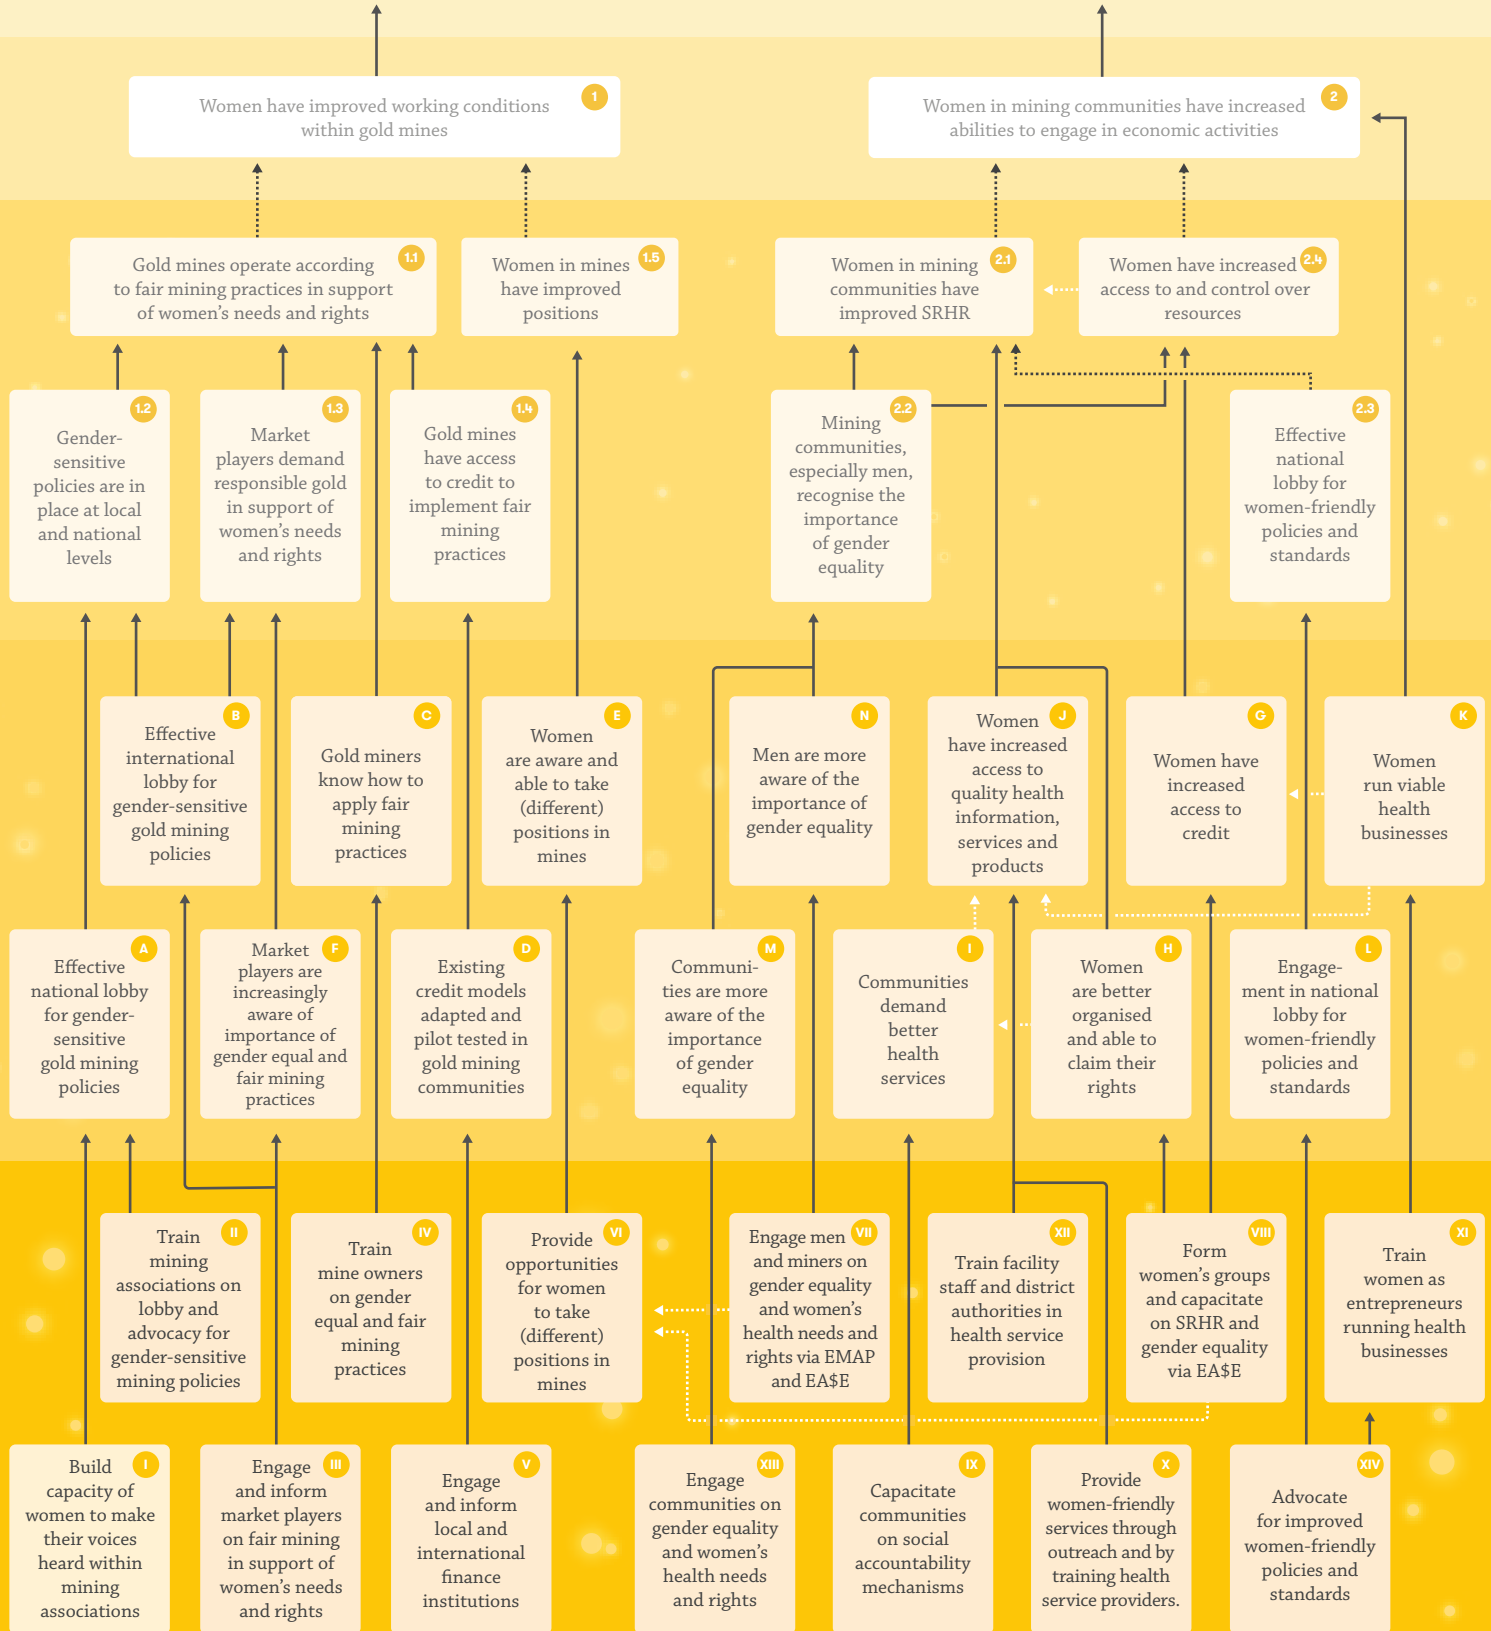 1
Women have improved working conditions
within gold mines
2
Women in mining communities have increased
abilities to engage in economic activities
1.1
Gold mines operate according
to fair mining practices in support
of women's needs and rights
1.5
Women in mines
have improved
positions
2.1
Women in mining
communities have
improved SRHR
2.4
Women have increased
access to and control over
resources
1.2
Gender-
sensitive
policies are in
place at local
and national
levels
1.3
Market
players demand
responsible gold
in support of
women's needs
and rights
1.4
Gold mines
have access
to credit to
implement fair
mining
practices
2.2
Mining
communities,
especially men,
recognise the
importance
of gender
equality
2.3
Effective
national
lobby for
women-friendly
policies and
standards
B
Effective
international
lobby for
gender-sensitive
gold mining
policies
C
Gold miners
know how to
apply fair
mining
practices
E
Women
are aware and
able to take
(different)
positions in
mines
N
Men are more
aware of the
importance of
gender equality
J
Women
have increased
access to
quality health
information,
services and
products
G
Women have
increased
access to
credit
K
Women
run viable
health
businesses
A
Effective
national lobby
for gender-
sensitive
gold mining
policies
F
Market
players are
increasingly
aware of
importance of
gender equal and
fair mining
practices
D
Existing
credit models
adapted and
pilot tested in
gold mining
communities
M
Communi-
ties are more
aware of the
importance
of gender
equality
I
Communities
demand
better
health
services
H
Women
are better
organised
and able to
claim their
rights
L
Engage-
ment in national
lobby for
women-friendly
policies and
standards
II
Train
mining
associations on
lobby and
advocacy for
gender-sensitive
mining policies
IV
Train
mine owners
on gender
equal and fair
mining
practices
VI
Provide
opportunities
for women
to take
(different)
positions in
mines
VII
Engage men
and miners on
gender equality
and women's
health needs and
rights via EMAP
and EA$E
XII
Train facility
staff and district
authorities in
health service
provision
VIII
Form
women's groups
and capacitate
on SRHR and
gender equality
via EA$E
XI
Train
women as
entrepreneurs
running health
businesses
I
Build
capacity of
women to make
their voices
heard within
mining
associations
III
Engage
and inform
market players
on fair mining
in support of
women's needs
and rights
V
Engage
and inform
local and
international
finance
institutions
XIII
Engage
communities on
gender equality
and women's
health needs
and rights
IX
Capacitate
communities
on social
accountability
mechanisms
X
Provide
women-friendly
services through
outreach and by
training health
service providers.
XIV
Advocate
for improved
women-friendly
policies and
standards